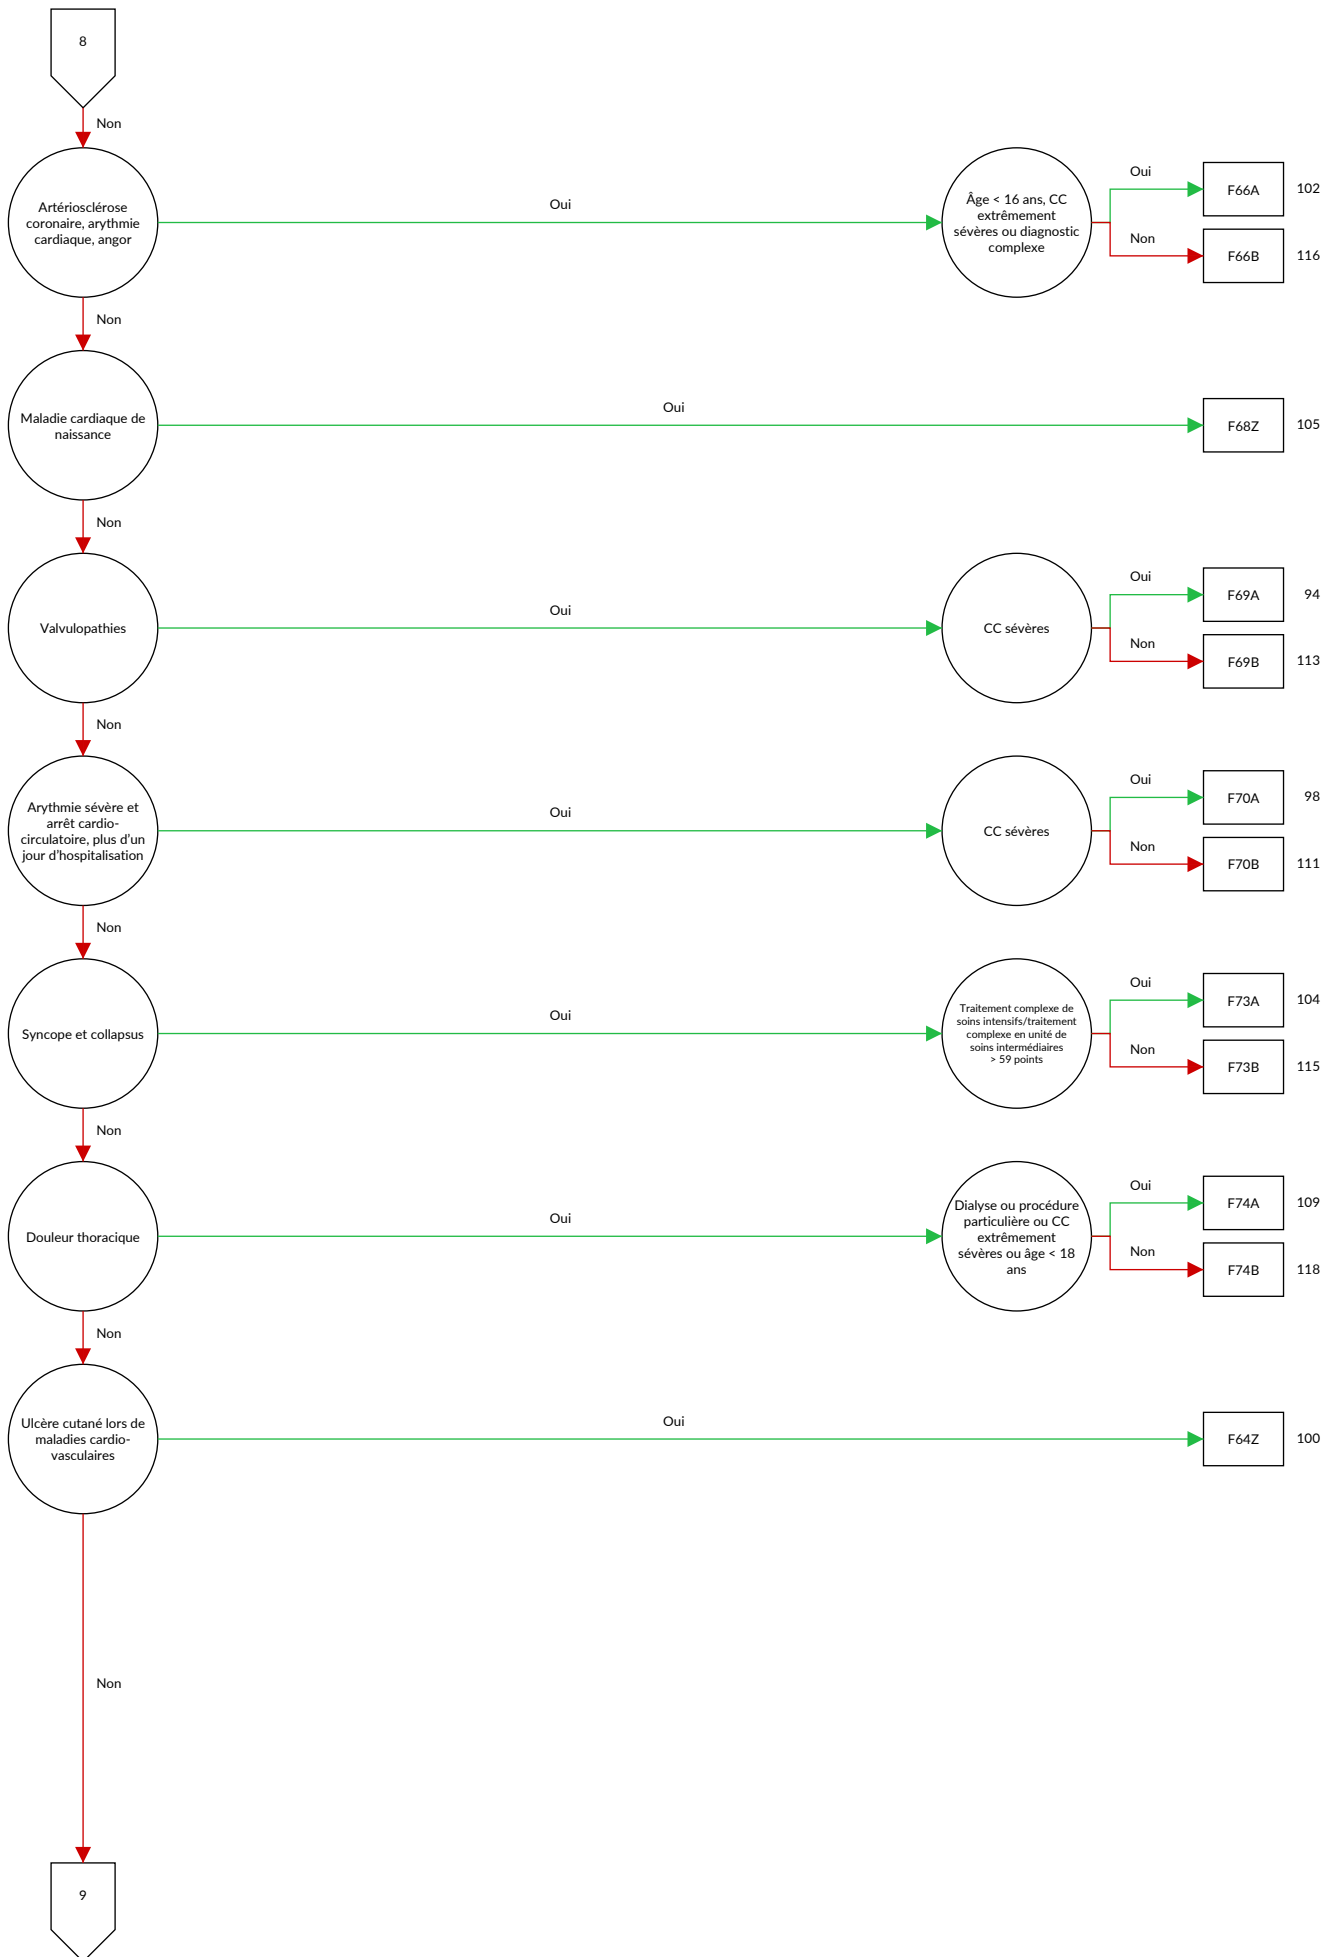 8
Non
Artériosclérose
coronaire, arythmie
cardiaque, angor
Oui
Âge < 16 ans, CC
extrêmement
sévères ou diagnostic
complexe
Oui
F66A
102
Non
F66B
116
Non
Maladie cardiaque de
naissance
Oui
F68Z
105
Non
Valvulopathies
Oui
CC sévères
Oui
F69A
94
Non
F69B
113
Non
Arythmie sévère et
arrêt cardio-
circulatoire, plus d'un
jour d'hospitalisation
Oui
CC sévères
Oui
F70A
98
Non
F70B
111
Non
Syncope et collapsus
Oui
Traitement complexe de
soins intensifs/traitement
complexe en unité de
soins intermédiaires
> 59 points
Oui
F73A
104
Non
F73B
115
Non
Douleur thoracique
Oui
Dialyse ou procédure
particulière ou CC
extrêmement
sévères ou âge < 18
ans
Oui
F74A
109
Non
F74B
118
Non
Ulcère cutané lors de
maladies cardio-
vasculaires
Oui
F64Z
100
Non
9